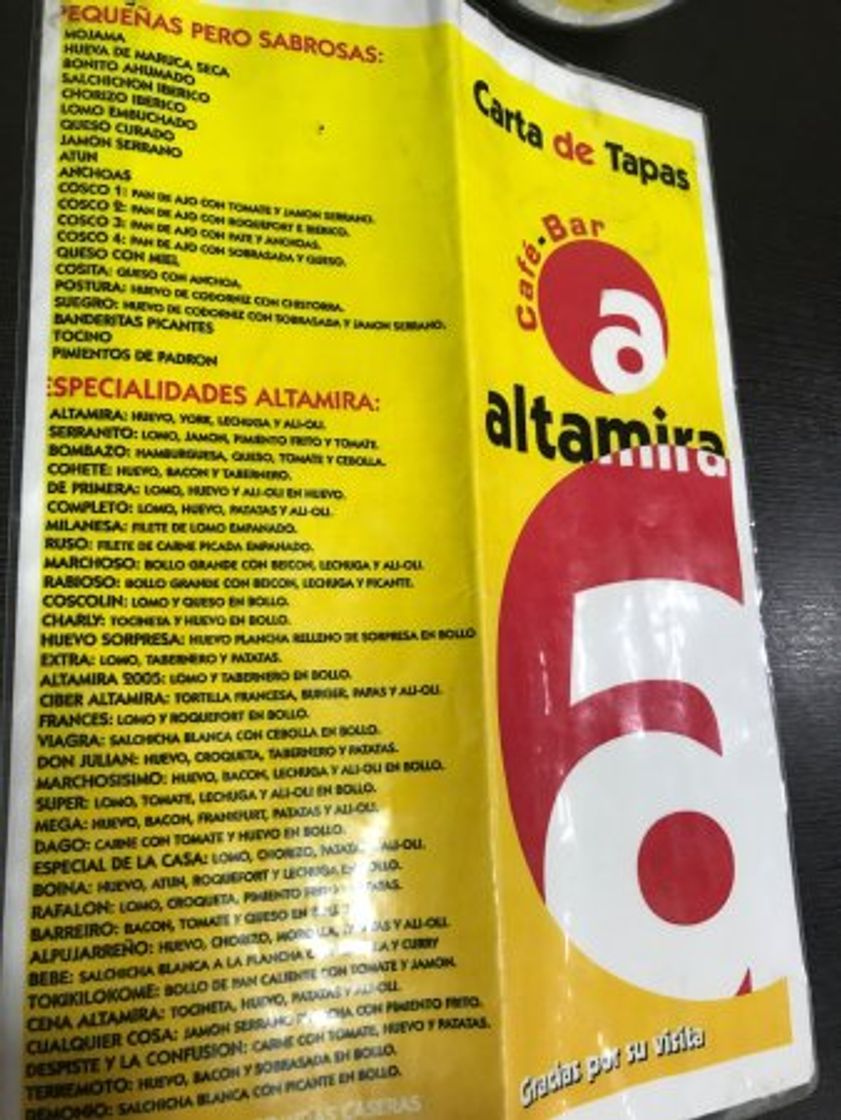 PEQUEÑAS PERO SABROSAS:
MOJAMA
HUEVA DE MARUCA SECA
BONITO AHUMADO
SALCHICHON IBERICO
CHORIZO IBERICO
LOMO EMBUCHADO
QUESO CURADO
JAMON SERRANO
ATUN
ANCHOAS
COSCO 1: PAN DE AJO CON TOMATE Y JAMON SERRANO.
COSCO 2: PAN DE AJO CON ROQUEFORT E IBERICO.
COSCO 3: PAN DE AJO CON PATE Y ANCHOAS.
COSCO 4: PAN DE AJO CON SOBRASADA Y QUESO.
QUESO CON MIEL
COSITA: QUESO CON ANCHOA.
POSTURA: HUEVO DE CODORNIZ CON CHISTORRA.
SUEGRO: HUEVO DE CODORNIZ CON SOBRASADA Y JAMON SERRANO.
BANDERITAS PICANTES
TOCINO
PIMIENTOS DE PADRON
ESPECIALIDADES ALTAMIRA:
ALTAMIRA: HUEVO, YORK, LECHUGA Y ALI-OLI.
SERRANITO: LOMO, JAMON, PIMIENTO FRITO Y TOMATE.
BOMBAZO: HAMBURGUESA, QUESO, TOMATE Y CEBOLLA.
COHETE: HUEVO, BACON Y TABERNERO.
DE PRIMERA: LOMO, HUEVO Y ALI-OLI EN HUEVO.
COMPLETO: LOMO, HUEVO, PATATAS Y ALI-OLI.
MILANESA: FILETE DE LOMO EMPANADO.
RUSO: FILETE DE CARNE PICADA EMPANADO.
MARCHOSO: BOLLO GRANDE CON BEICON, LECHUGA Y ALI-OLI.
RABIOSO: BOLLO GRANDE CON BEICON, LECHUGA Y PICANTE.
COSCOLIN: LOMO Y QUESO EN BOLLO.
CHARLY: TOCINETA Y HUEVO EN BOLLO.
HUEVO SORPRESA: HUEVO PLANCHA RELLENO DE SORPRESA EN BOLLO
EXTRA: LOMO, TABERNERO Y PATATAS.
ALTAMIRA 2005: LOMO Y TABERNERO EN BOLLO.
CIBER ALTAMIRA: TORTILLA FRANCESA, BURGER, PAPAS Y ALI-OLI.
FRANCES: LOMO Y ROQUEFORT EN BOLLO.
VIAGRA: SALCHICHA BLANCA CON CEBOLLA EN BOLLO.
DON JULIAN: HUEVO, CROQUETA, TABERNERO Y PATATAS.
MARCHOSISIMO: HUEVO, BACON, LECHUGA Y ALI-OLI EN BOLLO.
SUPER: LOMO, TOMATE, LECHUGA Y ALI-OLI EN BOLLO.
MEGA: HUEVO, BACON, FRANKFURT, PATATAS Y ALI-OLI.
DAGO: CARNE CON TOMATE Y HUEVO EN BOLLO.
ESPECIAL DE LA CASA: LOMO, CHORIZO, PATATAS Y ALI-OLI.
BOINA: HUEVO, ATUN, ROQUEFORT Y LECHUGA EN BOLLO.
RAFALON: LOMO, CROQUETA, PIMIENTO FRITO Y PATATAS.
BARREIRO: BACON, TOMATE Y QUESO EN BOLLO.
ALPUJARREÑO: HUEVO, CHORIZO, MORCILLA, PATATAS Y ALI-OLI.
BEBE: SALCHICHA BLANCA A LA PLANCHA Y CURRY
TOKIKILOKOME: BOLLO DE PAN CALIENTE CON TOMATE Y JAMON.
CENA ALTAMIRA: TOCINETA, HUEVO, PATATAS Y ALI-OLI.
CUALQUIER COSA: JAMON SERRANO PLANCHA CON PIMIENTO FRITO.
DESPISTE Y LA CONFUSION: CARNE CON TOMATE, HUEVO Y PATATAS.
TERREMOTO: HUEVO, BACON Y SOBRASADA EN BOLLO.
DEMONIO: SALCHICHA BLANCA CON PICANTE EN BOLLO.
CASERAS
Carta de Tapas
Café-Bar
a
altamira
a
Gracias por su visita